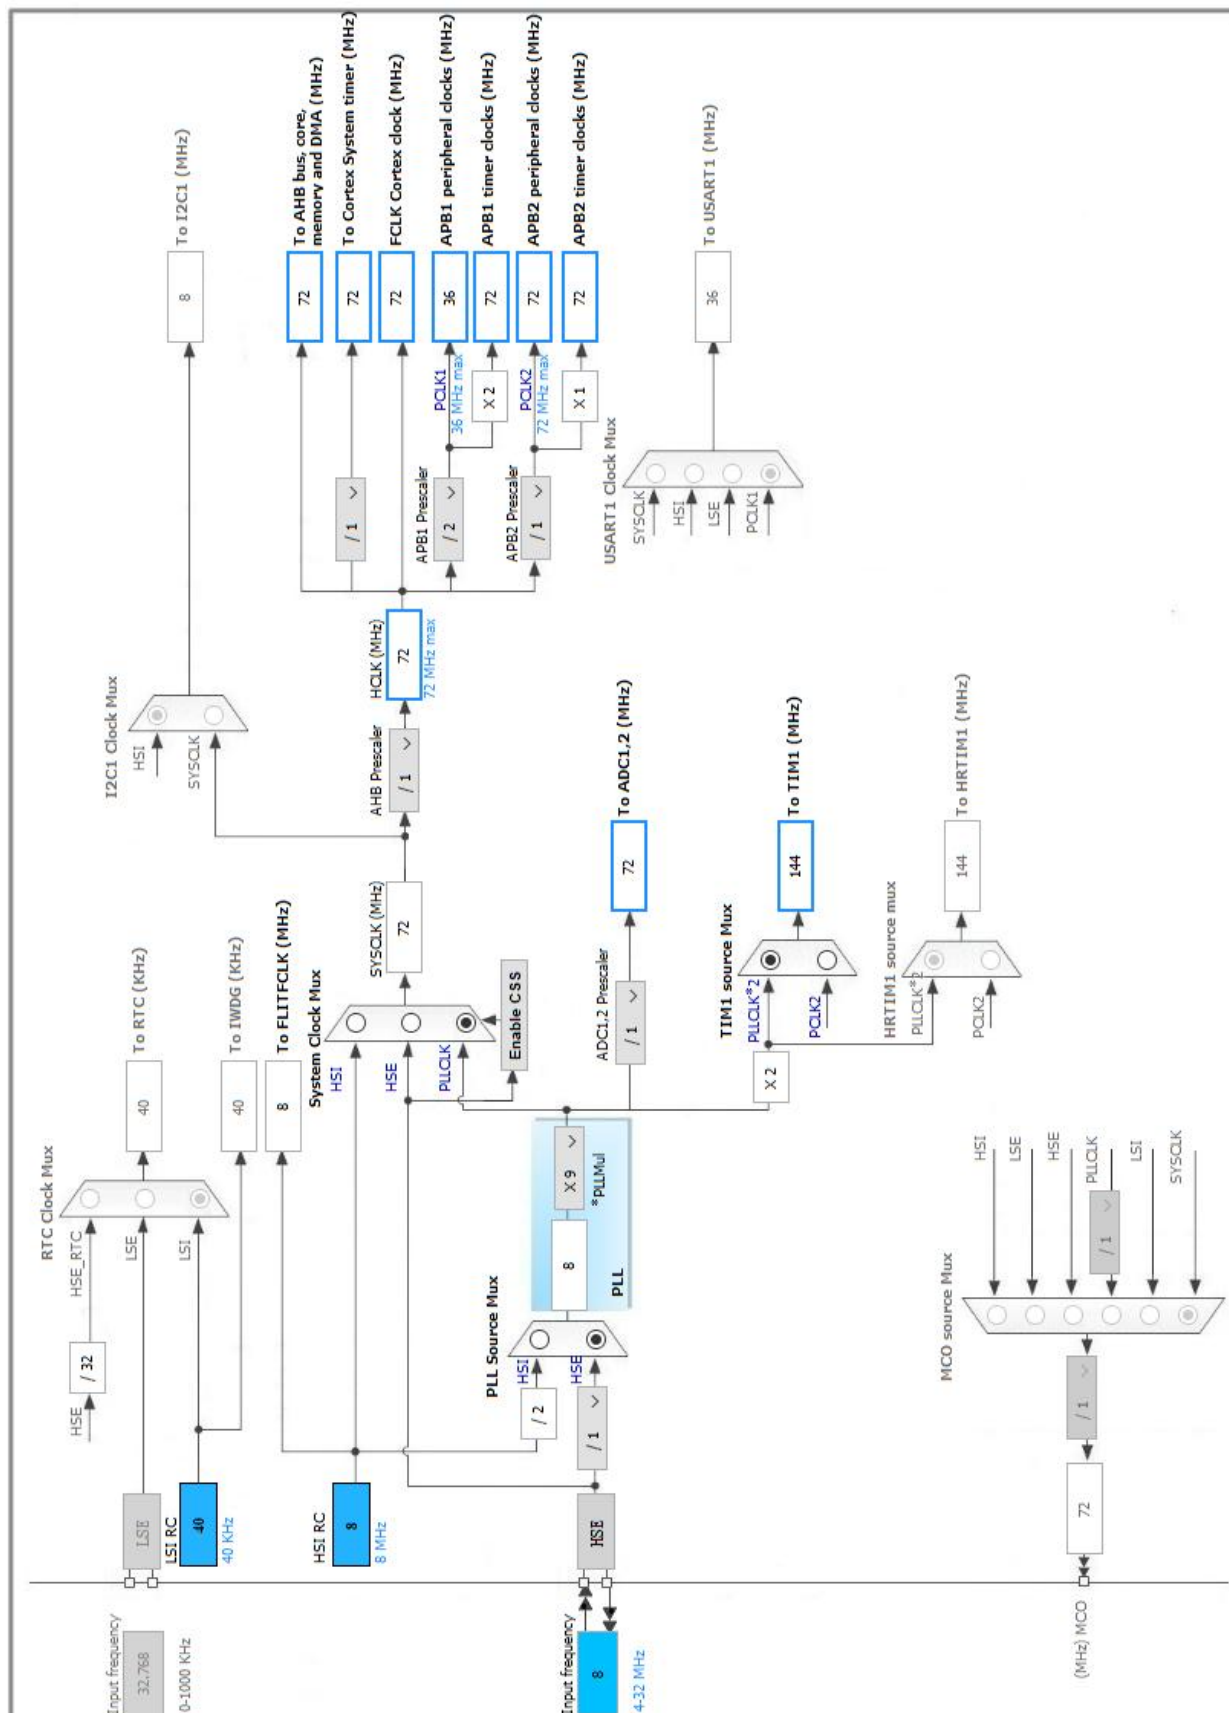 Input frequency
32.768
0-1000 KHz
LSE
LSI RC
40
40 KHz
HSI RC
8
8 MHz
Input frequency
8
4-32 MHz
HSE
HSE
/ 32
HSE_RTC
LSE
LSI
RTC Clock Mux
40
To RTC (KHz)
40
To IWDG (KHz)
8
To FLITFCLK (MHz)
I2C1 Clock Mux
HSI
SYSCLK
8
To I2C1 (MHz)
System Clock Mux
HSI
HSE
PLLCLK
Enable CSS
SYSCLK (MHz)
72
AHB Prescaler
/ 1
HCLK (MHz)
72
72 MHz max
72
To AHB bus, core,
memory and DMA (MHz)
/ 1
72
To Cortex System timer (MHz)
72
FCLK Cortex clock (MHz)
APB1 Prescaler
/ 2
PCLK1
36 MHz max
36
APB1 peripheral clocks (MHz)
X 2
72
APB1 timer clocks (MHz)
APB2 Prescaler
/ 1
PCLK2
72 MHz max
72
APB2 peripheral clocks (MHz)
X 1
72
APB2 timer clocks (MHz)
PLL Source Mux
/ 2
HSI
/ 1
HSE
8
X 9
*PLLMul
PLL
ADC1,2 Prescaler
/ 1
72
To ADC1,2 (MHz)
USART1 Clock Mux
SYSCLK
HSI
LSE
PCLK1
36
To USART1 (MHz)
X 2
TIM1 source Mux
PLLCLK*2
PCLK2
144
To TIM1 (MHz)
HRTIM1 source mux
PLLCLK*2
PCLK2
144
To HRTIM1 (MHz)
MCO source Mux
HSI
LSE
HSE
PLLCLK
/ 1
LSI
SYSCLK
/ 1
72
(MHz) MCO